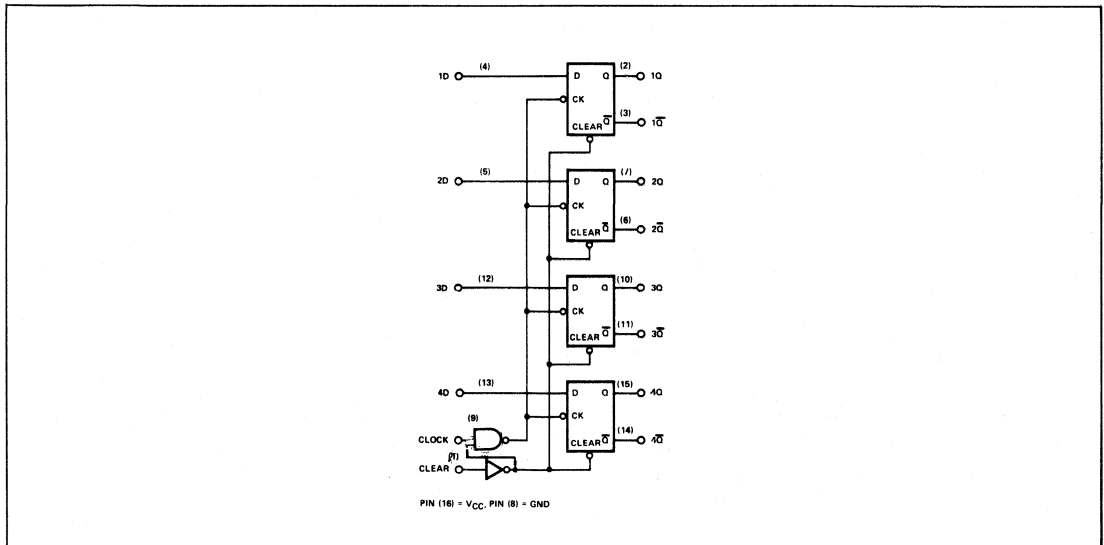 1D (4) D Q (2) 1Q
CK
CLEAR Q̅ (3) 1Q̅
2D (5) D Q (7) 2Q
CK
CLEAR Q̅ (6) 2Q̅
3D (12) D Q (10) 3Q
CK
CLEAR Q̅ (11) 3Q̅
4D (13) D Q (15) 4Q
CK
(9)
CLOCK
CLEAR Q̅ (14) 4Q̅
CLEAR (1)
PIN (16) = VCC, PIN (8) = GND